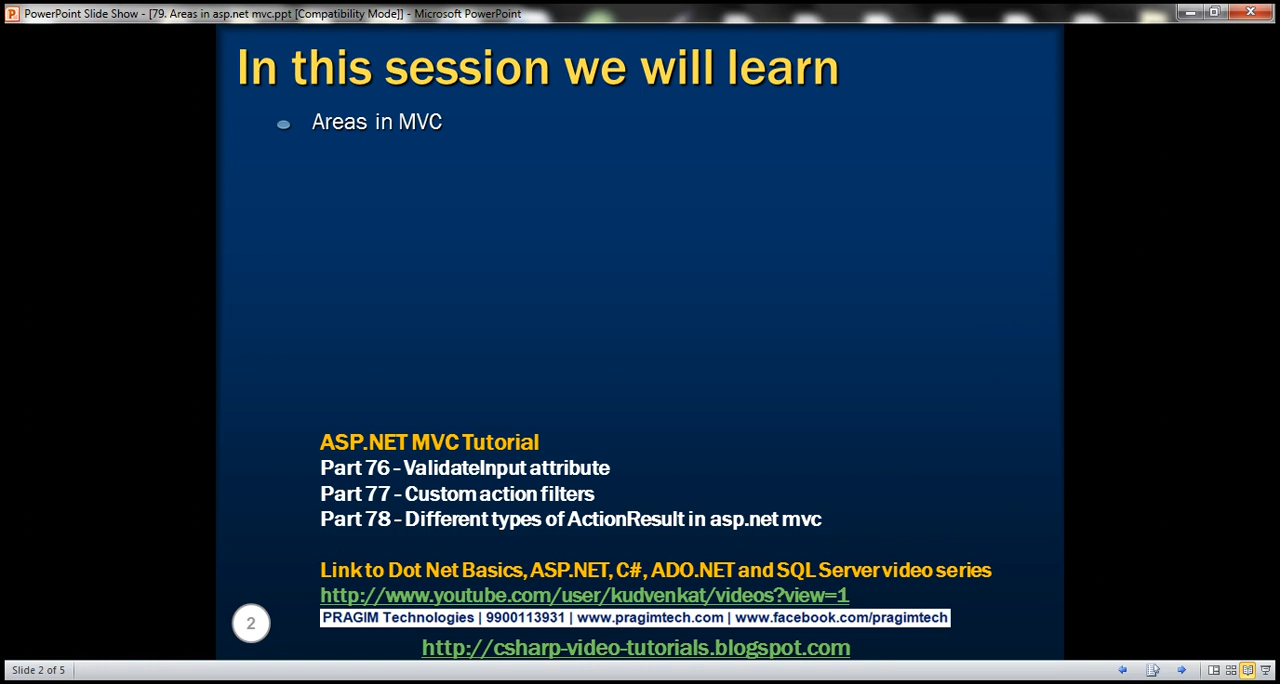 PowerPoint Slide Show - [79. Areas in asp.net mvc.ppt [Compatibility Mode]] - Microsoft PowerPoint
In this session we will learn
Areas in MVC
ASP.NET MVC Tutorial
Part 76 - ValidateInput attribute
Part 77 - Custom action filters
Part 78 - Different types of ActionResult in asp.net mvc
Link to Dot Net Basics, ASP.NET, C#, ADO.NET and SQL Server video series
http://www.youtube.com/user/kudvenkat/videos?view=1
2
PRAGIM Technologies | 9900113931 | www.pragimtech.com | www.facebook.com/pragimtech
http://csharp-video-tutorials.blogspot.com
Slide 2 of 5